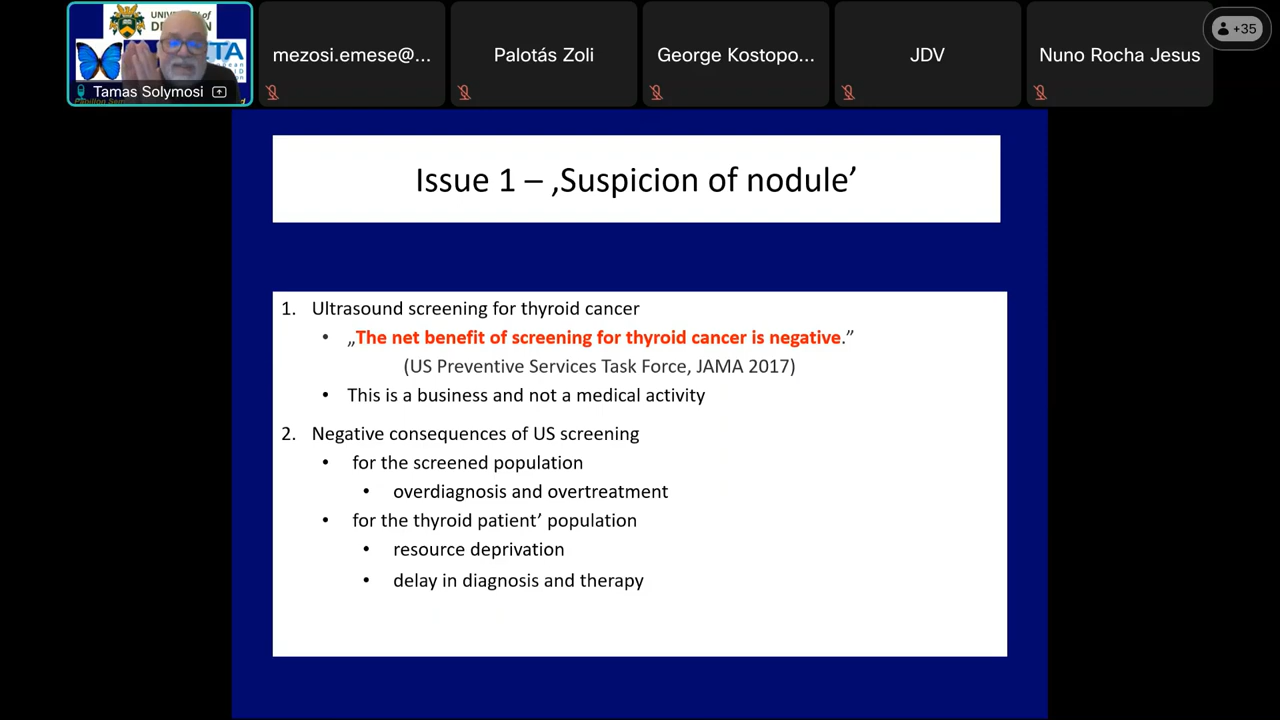 UNIVERSITY of
Tamas Solymosi
mezosi.emese@...
Palotás Zoli
George Kostopo...
JDV
Nuno Rocha Jesus
+35
Issue 1 – ‚Suspicion of nodule’
1. Ultrasound screening for thyroid cancer
• „The net benefit of screening for thyroid cancer is negative.”
(US Preventive Services Task Force, JAMA 2017)
• This is a business and not a medical activity
2. Negative consequences of US screening
• for the screened population
• overdiagnosis and overtreatment
• for the thyroid patient’ population
• resource deprivation
• delay in diagnosis and therapy